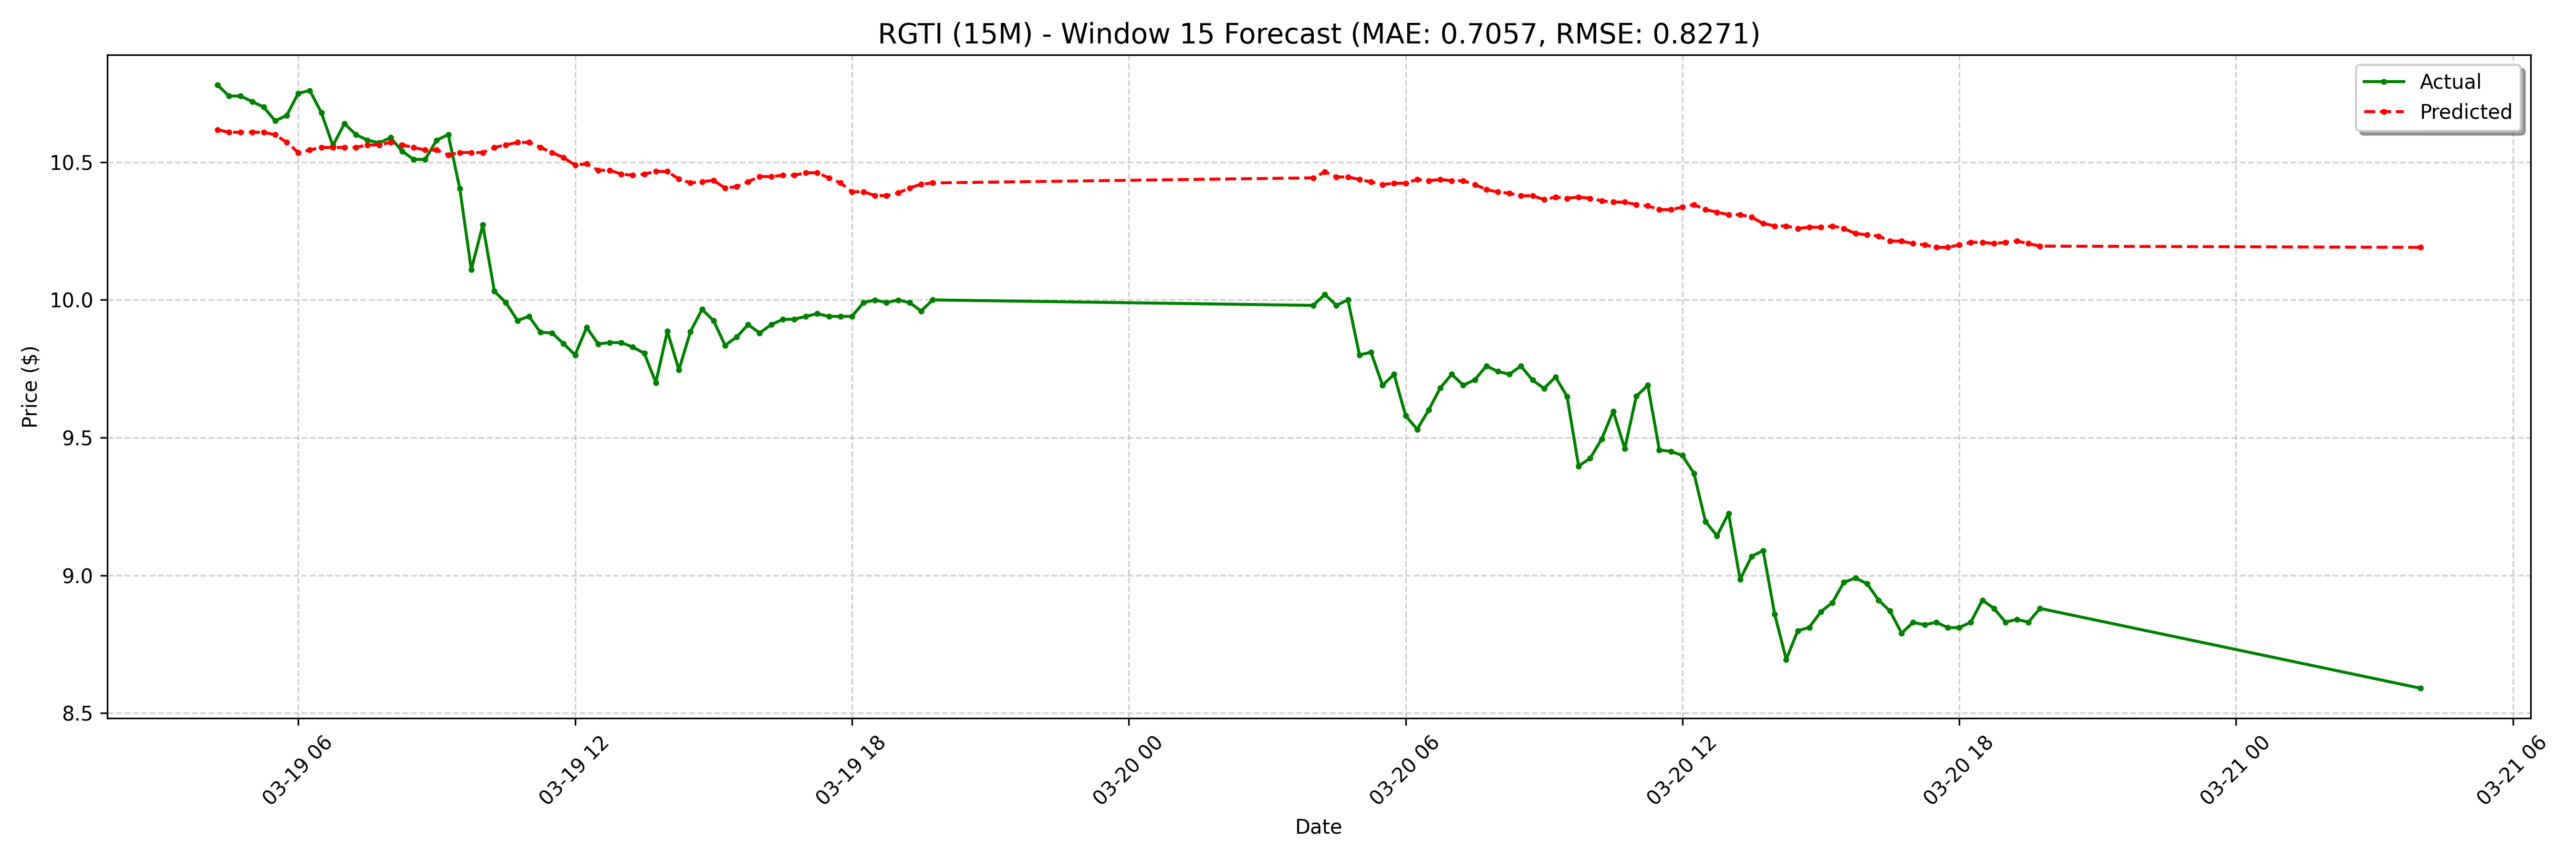 RGTI (15M) - Window 15 Forecast (MAE: 0.7057, RMSE: 0.8271)
Actual
Predicted
Price ($)
10.5
10.0
9.5
9.0
8.5
03-19 06
03-19 12
03-19 18
03-20 00
03-20 06
03-20 12
03-20 18
03-21 00
03-21 06
Date